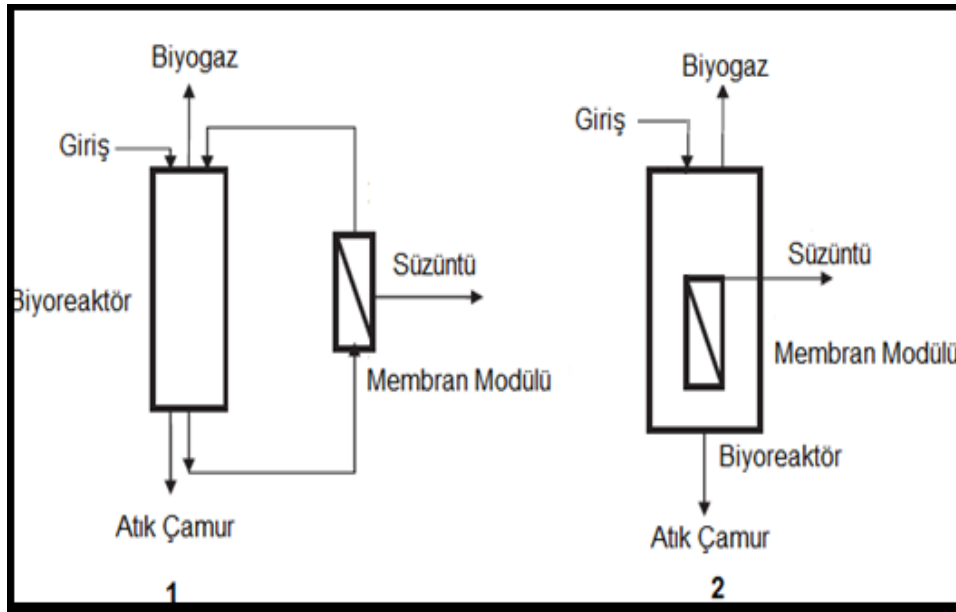 Biyogaz
Giriş
Biyoreaktör
Süzüntü
Membran Modülü
Atık Çamur
1
Biyogaz
Giriş
Süzüntü
Membran Modülü
Biyoreaktör
Atık Çamur
2